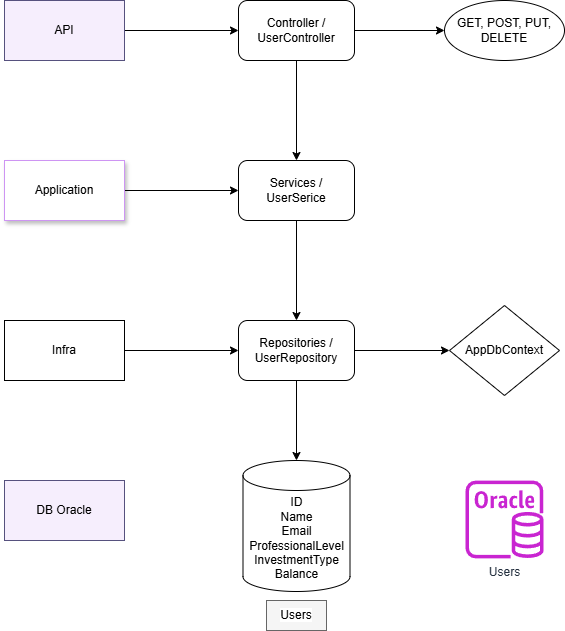 API
Controller /
UserController
GET, POST, PUT,
DELETE
Application
Services /
UserSerice
Infra
Repositories /
UserRepository
AppDbContext
DB Oracle
ID
Name
Email
ProfessionalLevel
InvestmentType
Balance
Oracle
Users
Users